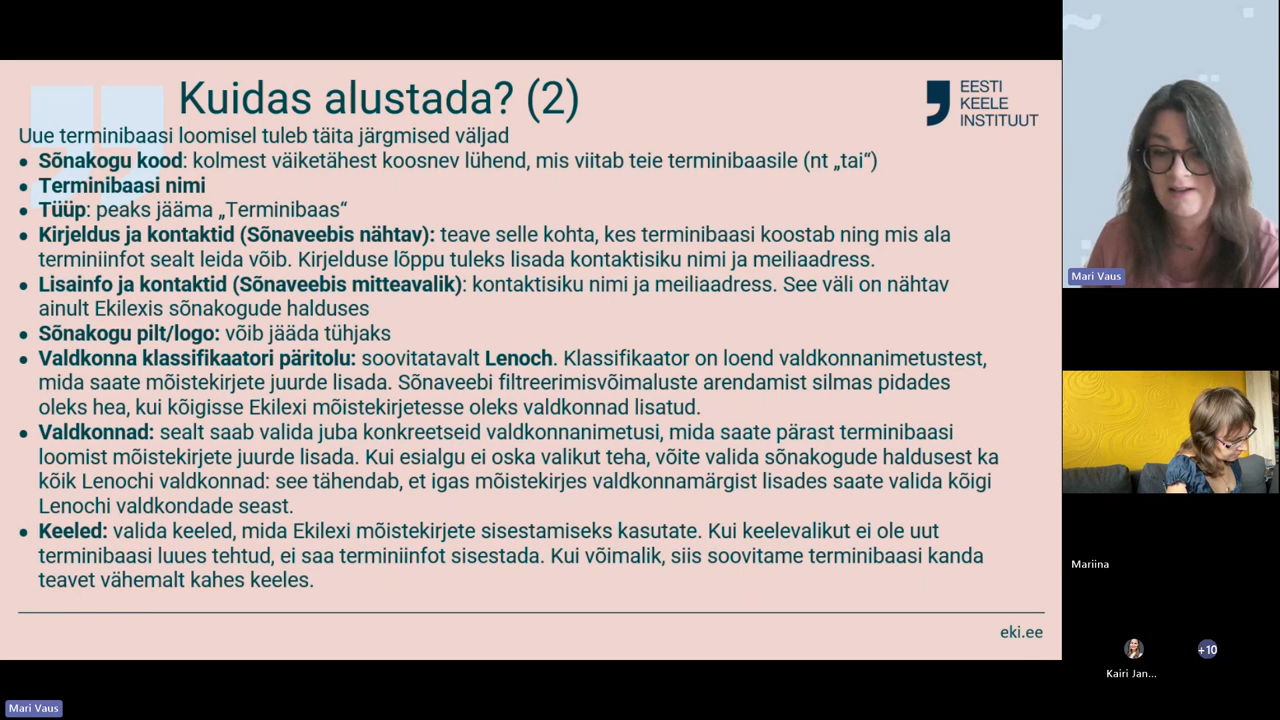 Kuidas alustada? (2)
EESTI
KEELE
INSTITUUT
Uue terminibaasi loomisel tuleb täita järgmised väljad
● Sõnakogu kood: kolmest väiketähest koosnev lühend, mis viitab teie terminibaasile (nt „tai“)
● Terminibaasi nimi
● Tüüp: peaks jääma „Terminibaas“
● Kirjeldus ja kontaktid (Sõnaveebis nähtav): teave selle kohta, kes terminibaasi koostab ning mis ala
terminiinfot sealt leida võib. Kirjelduse lõppu tuleks lisada kontaktisiku nimi ja meiliaadress.
● Lisainfo ja kontaktid (Sõnaveebis mitteavalik): kontaktisiku nimi ja meiliaadress. See väli on nähtav
ainult Ekilexis sõnakogude halduses
● Sõnakogu pilt/logo: võib jääda tühjaks
● Valdkonna klassifikaatori päritolu: soovitatavalt Lenoch. Klassifikaator on loend valdkonnanimetustest,
mida saate mõistekirjete juurde lisada. Sõnaveebi filtreerimisvõimaluste arendamist silmas pidades
oleks hea, kui kõigisse Ekilexi mõistekirjetesse oleks valdkonnad lisatud.
● Valdkonnad: sealt saab valida juba konkreetseid valdkonnanimetusi, mida saate pärast terminibaasi
loomist mõistekirjete juurde lisada. Kui esialgu ei oska valikut teha, võite valida sõnakogude haldusest ka
kõik Lenochi valdkonnad: see tähendab, et igas mõistekirjes valdkonnamärgist lisades saate valida kõigi
Lenochi valdkondade seast.
● Keeled: valida keeled, mida Ekilexi mõistekirjete sisestamiseks kasutate. Kui keelevalikut ei ole uut
terminibaasi luues tehtud, ei saa terminiinfot sisestada. Kui võimalik, siis soovitame terminibaasi kanda
teavet vähemalt kahes keeles.
eki.ee
Mari Vaus
Mariina
+10
Kairi Jan...
Mari Vaus